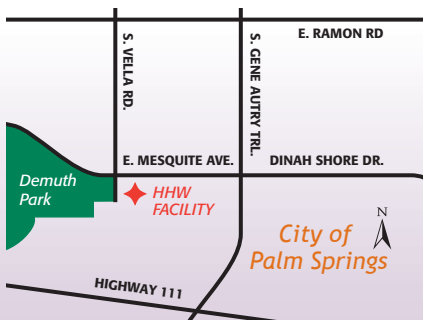 E. RAMON RD
S. VELLA RD.
S. GENE AUTRY TRL.
E. MESQUITE AVE.
DINAH SHORE DR.
Demuth
Park
HHW
FACILITY
N
City of
Palm Springs
HIGHWAY 111